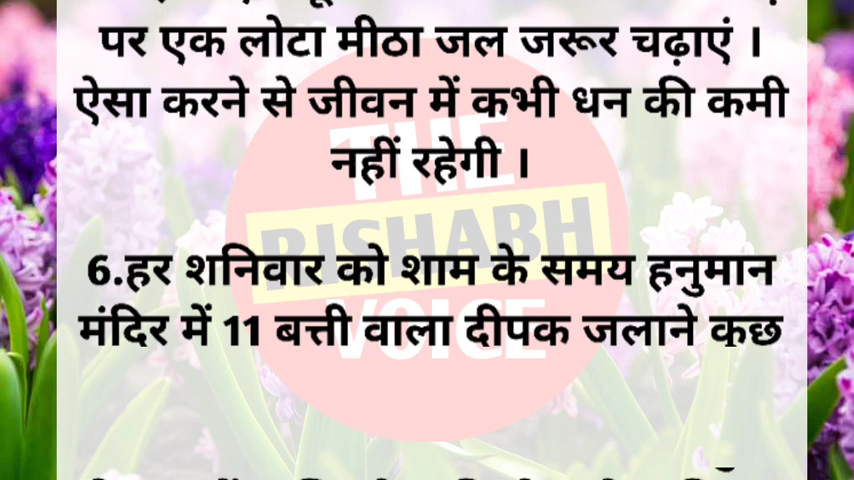 पर एक लोटा मीठा जल जरूर चढ़ाएं ।
ऐसा करने से जीवन में कभी धन की कमी
नहीं रहेगी ।
THE
RISHABH
VOICE
6.हर शनिवार को शाम के समय हनुमान
मंदिर में 11 बत्ती वाला दीपक जलाने कुछ